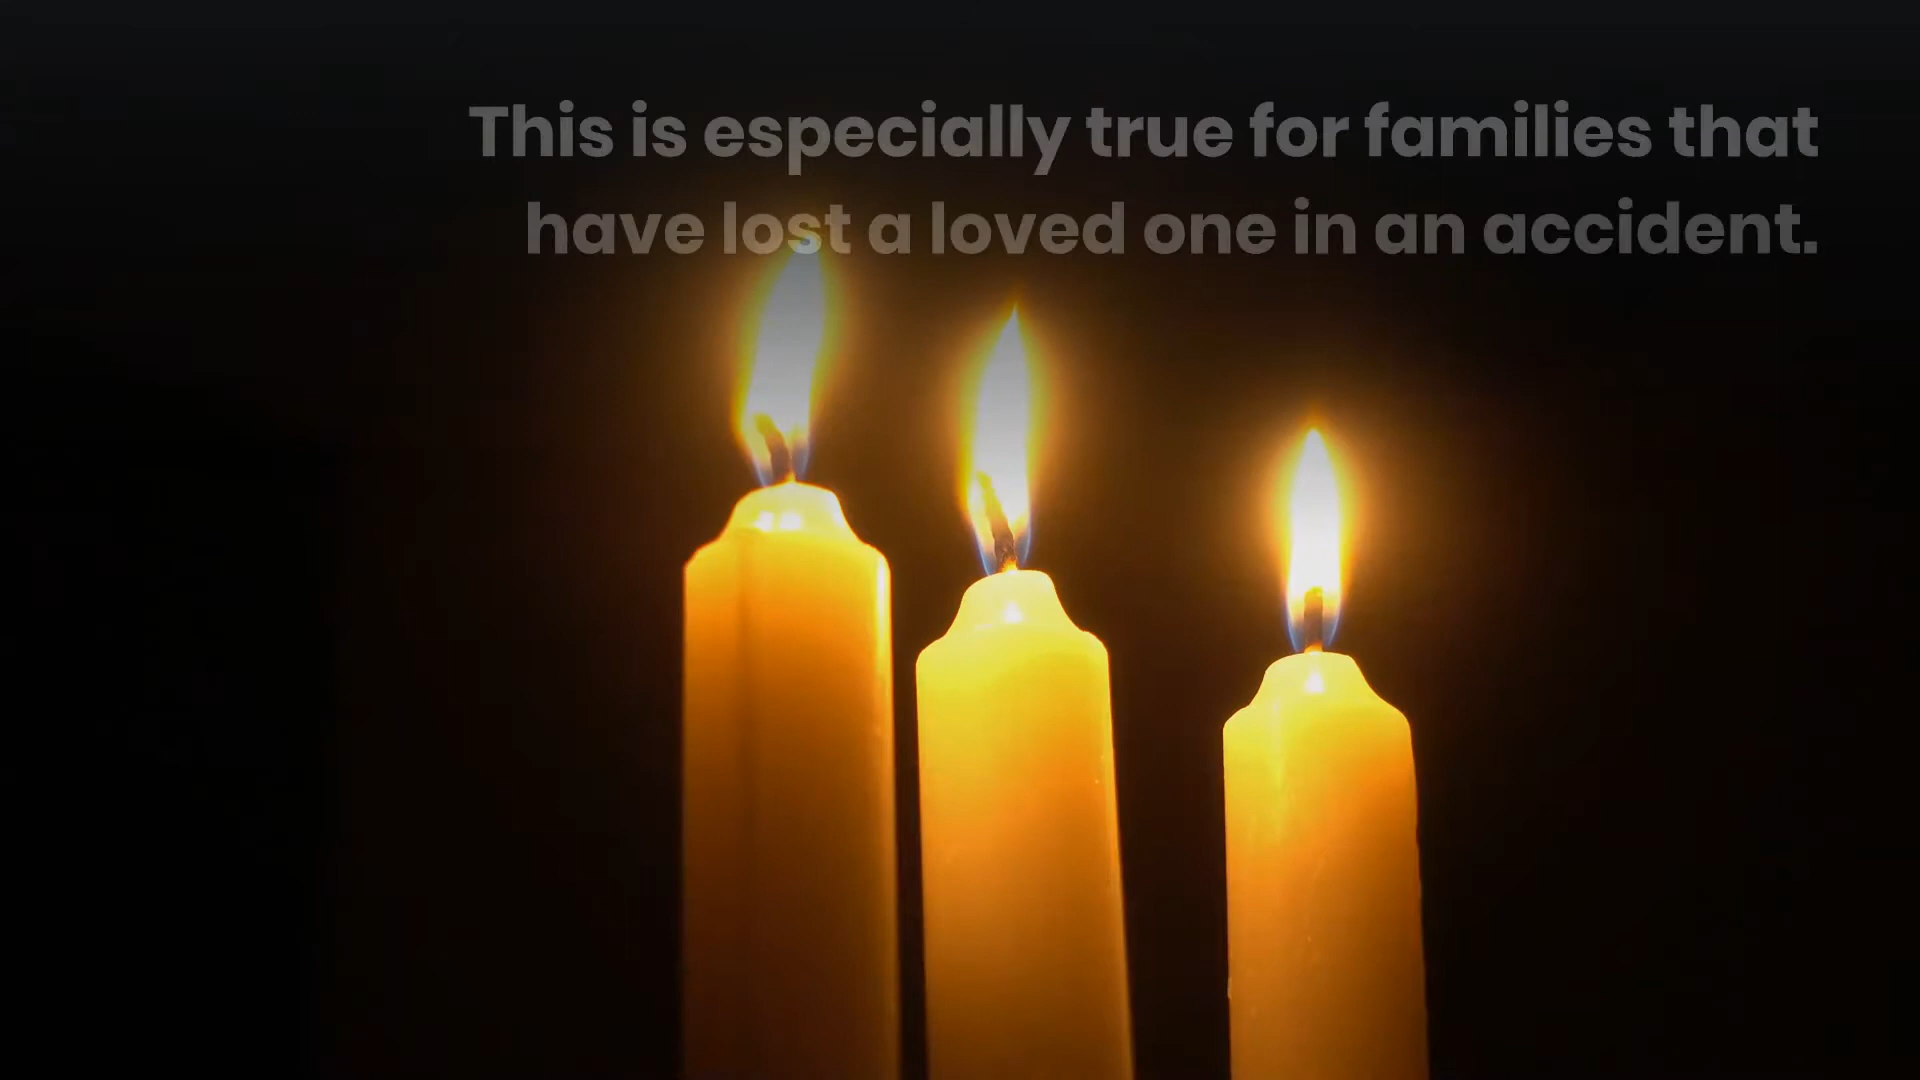 This is especially true for families that
have lost a loved one in an accident.